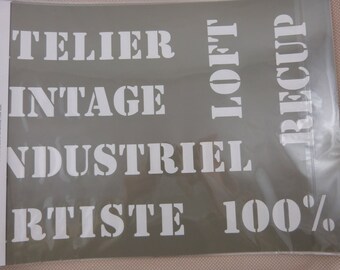 TELIER
INTAGE
NDUSTRIEL
RTISTE 100%
LOFT
RECUP